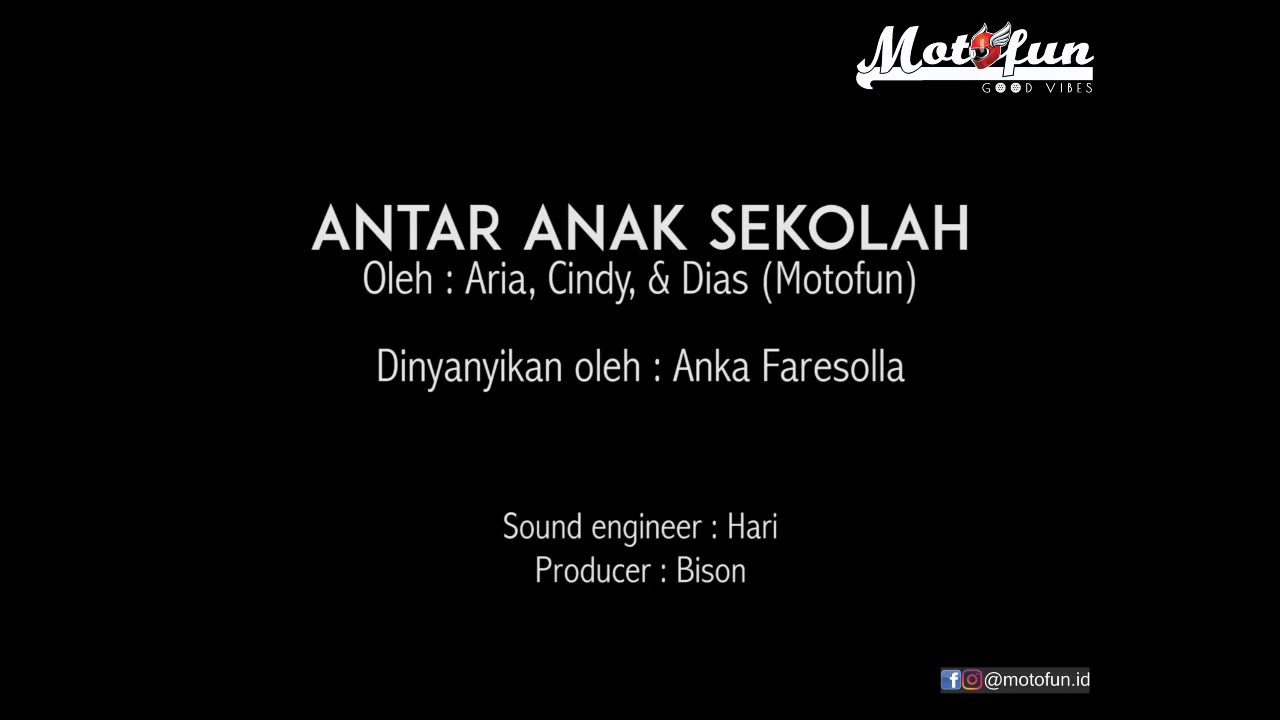 Motofun
GOOD VIBES
ANTAR ANAK SEKOLAH
Oleh : Aria, Cindy, & Dias (Motofun)
Dinyanyikan oleh : Anka Faresolla
Sound engineer : Hari
Producer : Bison
@motofun.id